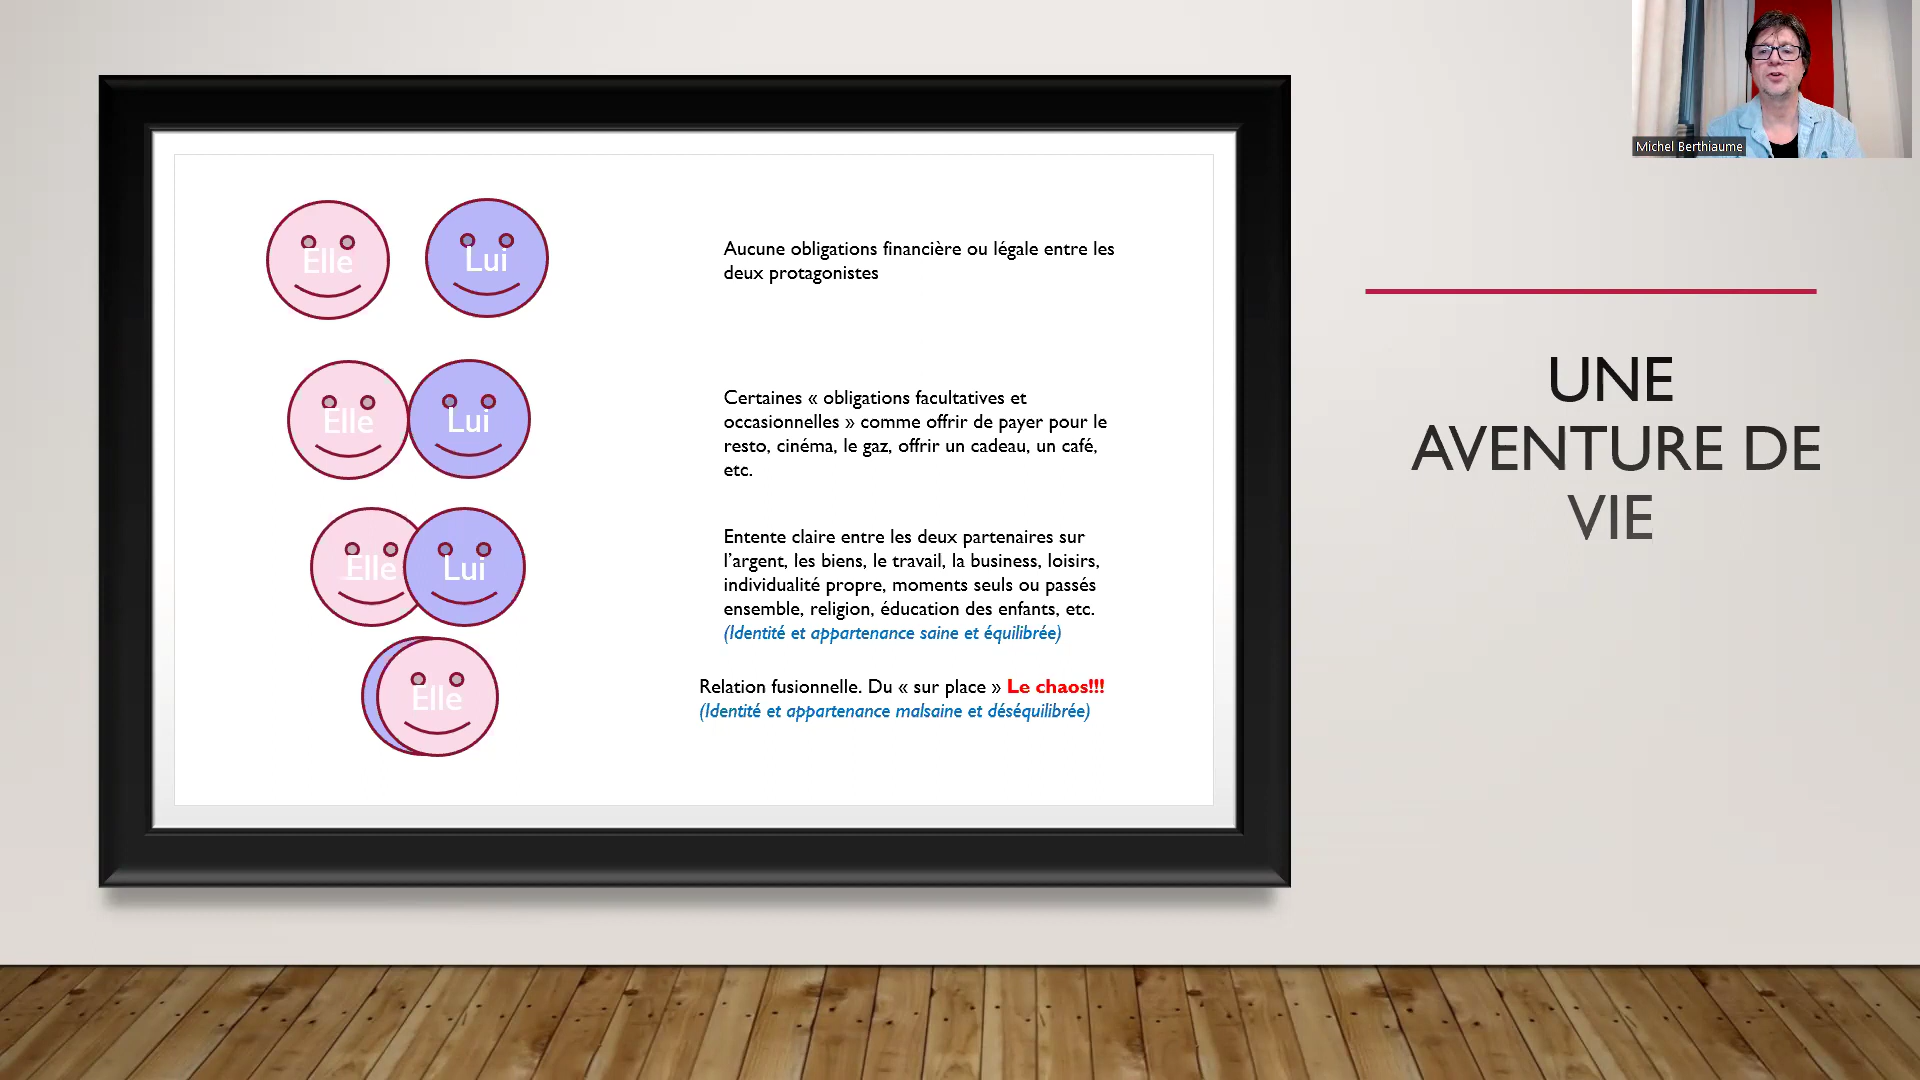 Michel Berthiaume
Elle
Lui
Aucune obligations financière ou légale entre les
deux protagonistes
Elle
Lui
Certaines « obligations facultatives et
occasionnelles » comme offrir de payer pour le
resto, cinéma, le gaz, offrir un cadeau, un café,
etc.
Elle
Lui
Entente claire entre les deux partenaires sur
l’argent, les biens, le travail, la business, loisirs,
individualité propre, moments seuls ou passés
ensemble, religion, éducation des enfants, etc.
(Identité et appartenance saine et équilibrée)
Elle
Relation fusionnelle. Du « sur place » Le chaos!!!
(Identité et appartenance malsaine et déséquilibrée)
UNE
AVENTURE DE
VIE